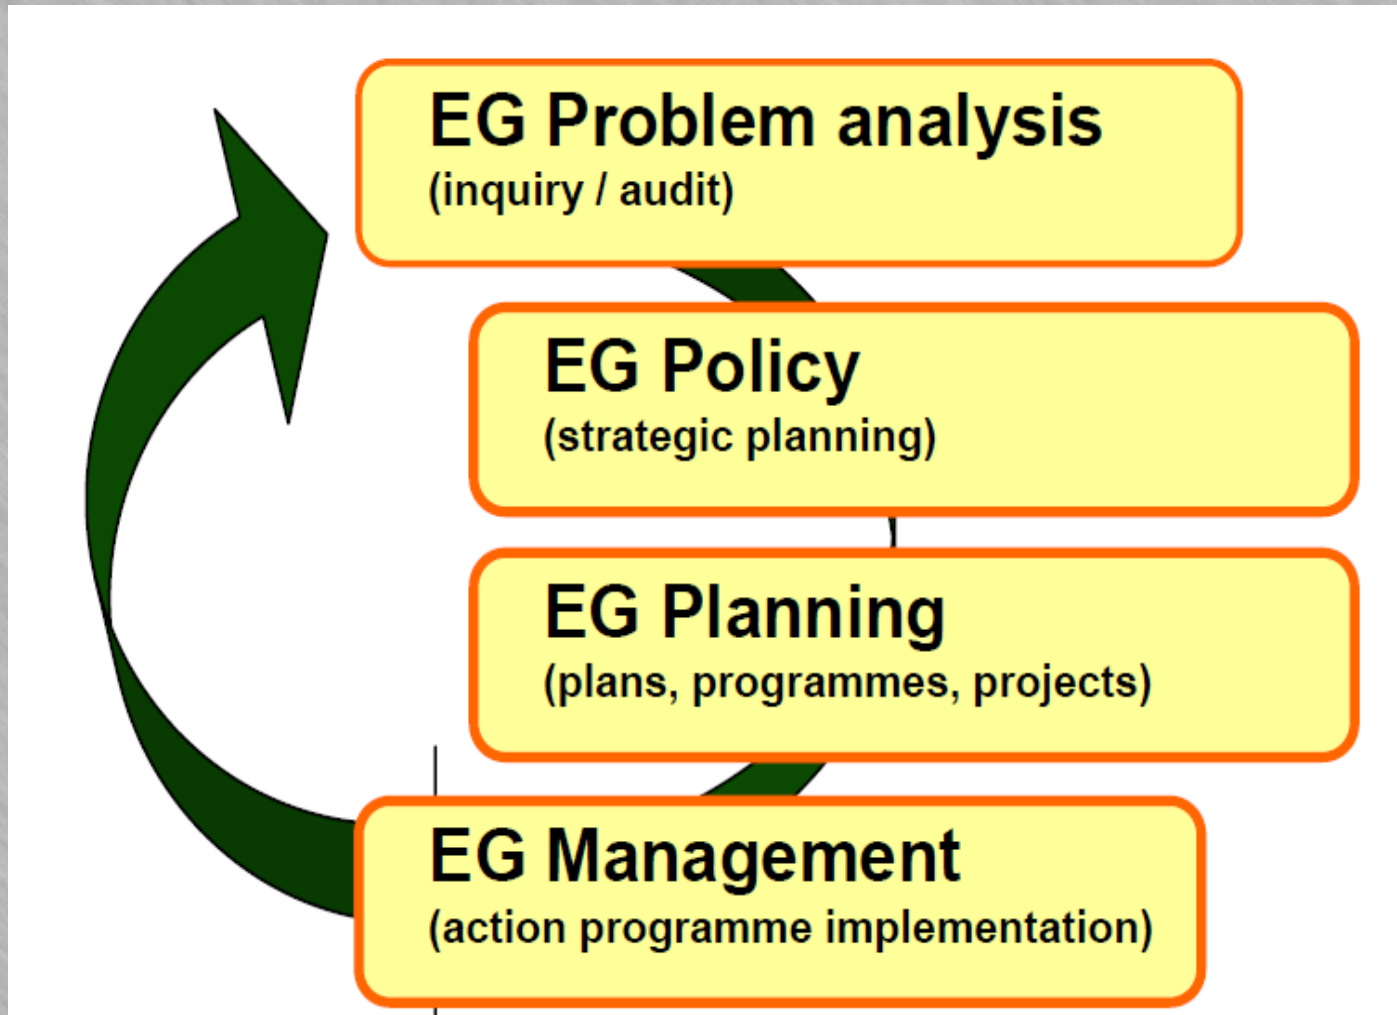 EG Problem analysis
(inquiry / audit)
EG Policy
(strategic planning)
EG Planning
(plans, programmes, projects)
EG Management
(action programme implementation)